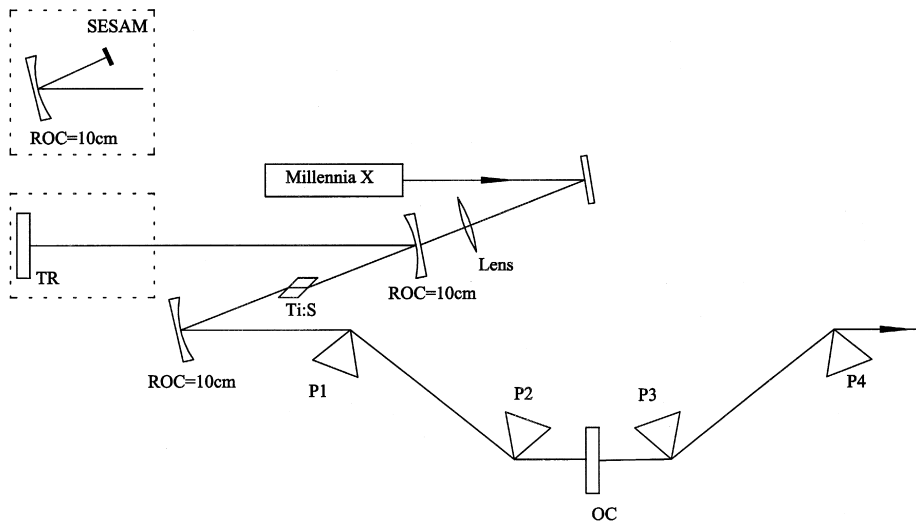 SESAM
ROC=10cm
Millennia X
Lens
TR
Ti:S
ROC=10cm
ROC=10cm
P1
P2
P3
P4
OC